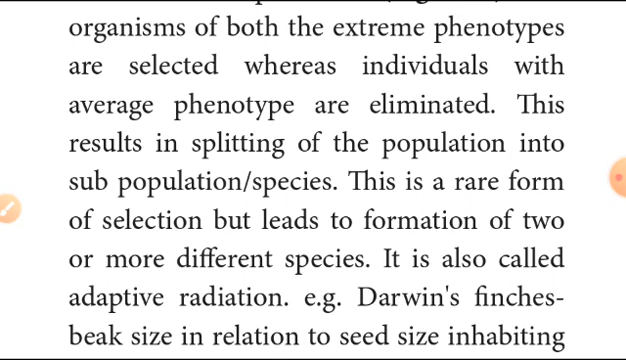 organisms of both the extreme phenotypes
are selected whereas individuals with
average phenotype are eliminated. This
results in splitting of the population into
sub population/species. This is a rare form
of selection but leads to formation of two
or more different species. It is also called
adaptive radiation. e.g. Darwin's finches-
beak size in relation to seed size inhabiting